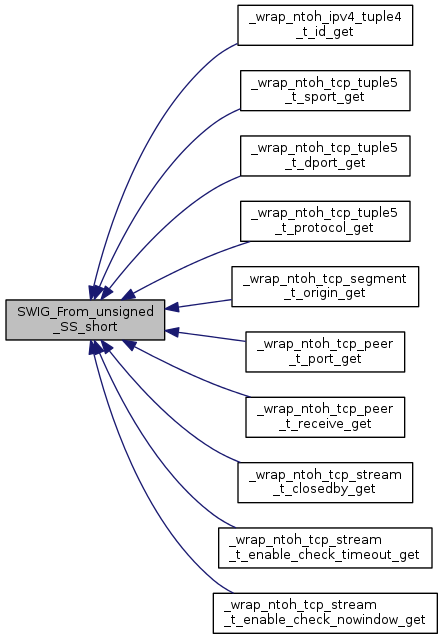 _wrap_ntoh_ipv4_tuple4
_t_id_get
_wrap_ntoh_tcp_tuple5
_t_sport_get
_wrap_ntoh_tcp_tuple5
_t_dport_get
_wrap_ntoh_tcp_tuple5
_t_protocol_get
_wrap_ntoh_tcp_segment
_t_origin_get
SWIG_From_unsigned
_SS_short
_wrap_ntoh_tcp_peer
_t_port_get
_wrap_ntoh_tcp_peer
_t_receive_get
_wrap_ntoh_tcp_stream
_t_closedby_get
_wrap_ntoh_tcp_stream
_t_enable_check_timeout_get
_wrap_ntoh_tcp_stream
_t_enable_check_nowindow_get